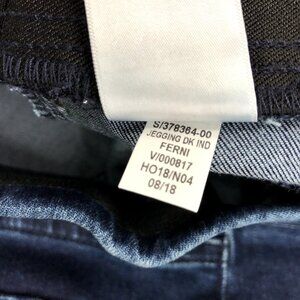 S/378364-00
JEGGING DK IND
FERNI
V/000817
HO18/N04
08/18